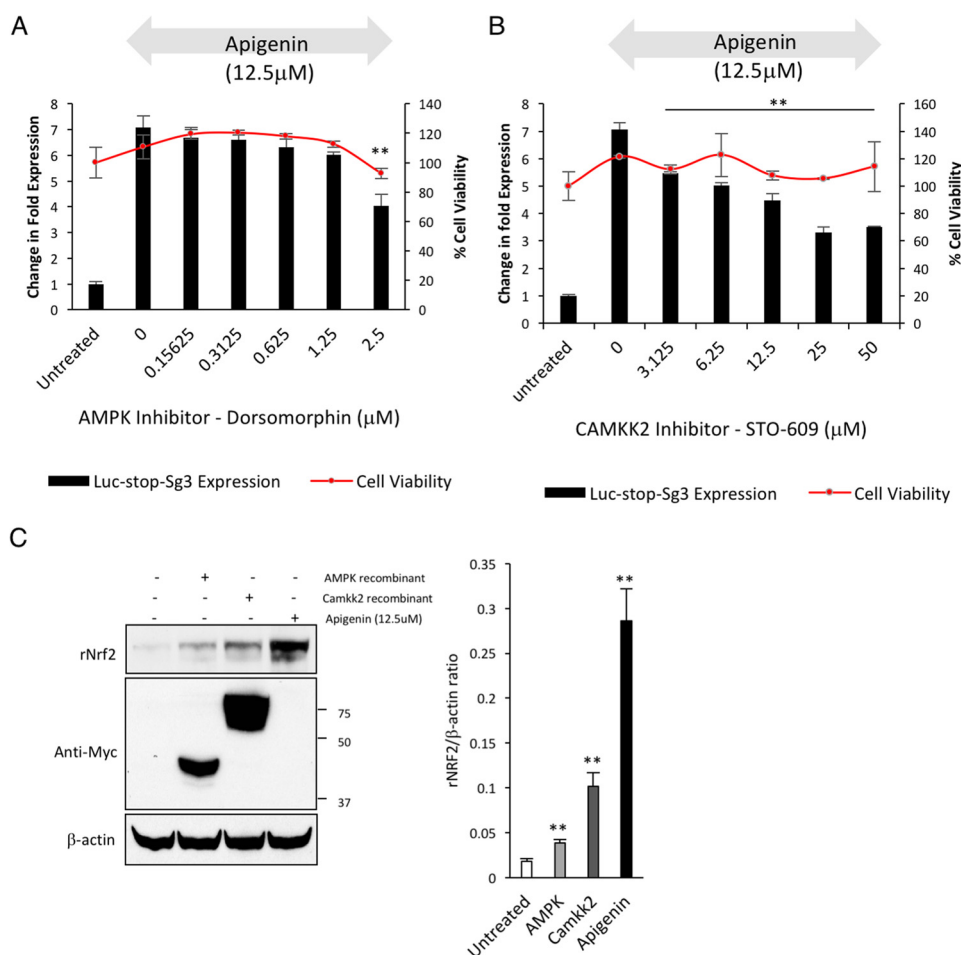 A
Apigenin
(12.5μM)
Change in Fold Expression
8
7
6
5
4
3
2
1
0
**
140
120
100
80
60
40
20
0
% Cell Viability
Untreated
0
0.15625
0.3125
0.625
1.25
2.5
AMPK Inhibitor - Dorsomorphin (μM)
Luc-stop-Sg3 Expression
Cell Viability
B
Apigenin
(12.5μM)
Change in fold Expression
8
7
6
5
4
3
2
1
0
**
160
140
120
100
80
60
40
20
0
% Cell Viability
untreated
0
3.125
6.25
12.5
25
50
CAMKK2 Inhibitor - STO-609 (μM)
Luc-stop-Sg3 Expression
Cell Viability
C
- + - - AMPK recombinant
- - + - Camkk2 recombinant
- - - + Apigenin (12.5uM)
rNrf2
Anti-Myc
75
50
37
β-actin
rNRF2/β-actin ratio
0.35
0.3
0.25
0.2
0.15
0.1
0.05
0
**
**
**
Untreated
AMPK
Camkk2
Apigenin